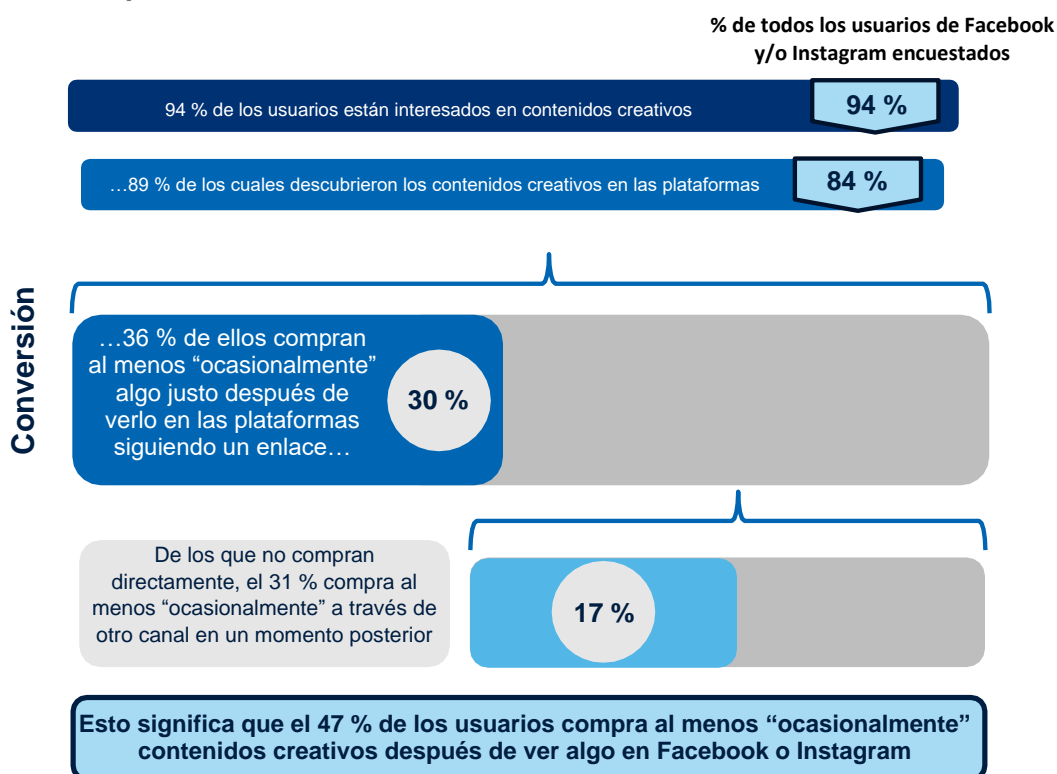 % de todos los usuarios de Facebook
y/o Instagram encuestados
94 % de los usuarios están interesados en contenidos creativos
94 %
…89 % de los cuales descubrieron los contenidos creativos en las plataformas
84 %
Conversión
…36 % de ellos compran
al menos “ocasionalmente”
algo justo después de
verlo en las plataformas
siguiendo un enlace…
30 %
De los que no compran
directamente, el 31 % compra al
menos “ocasionalmente” a través de
otro canal en un momento posterior
17 %
Esto significa que el 47 % de los usuarios compra al menos “ocasionalmente”
contenidos creativos después de ver algo en Facebook o Instagram